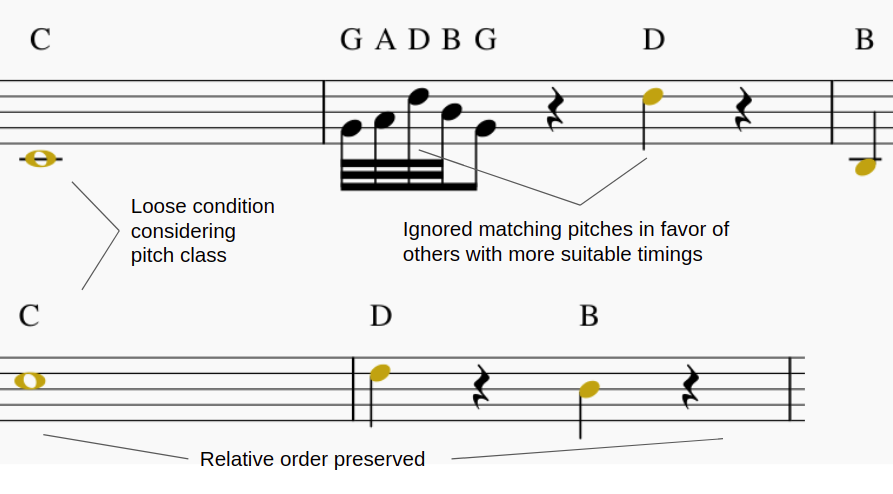 C G A D B G D B
Loose condition
considering
pitch class
Ignored matching pitches in favor of
others with more suitable timings
C D B
Relative order preserved